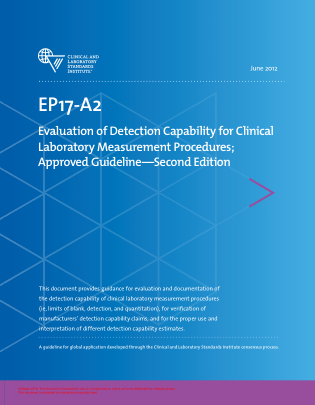 CLINICAL AND
LABORATORY
STANDARDS
INSTITUTE®
June 2012
EP17-A2
Evaluation of Detection Capability for Clinical
Laboratory Measurement Procedures;
Approved Guideline—Second Edition
This document provides guidance for evaluation and documentation of
the detection capability of clinical laboratory measurement procedures
(ie, limits of blank, detection, and quantitation), for verification of
manufacturers' detection capability claims, and for the proper use and
interpretation of different detection capability estimates.
A guideline for global application developed through the Clinical and Laboratory Standards Institute consensus process.